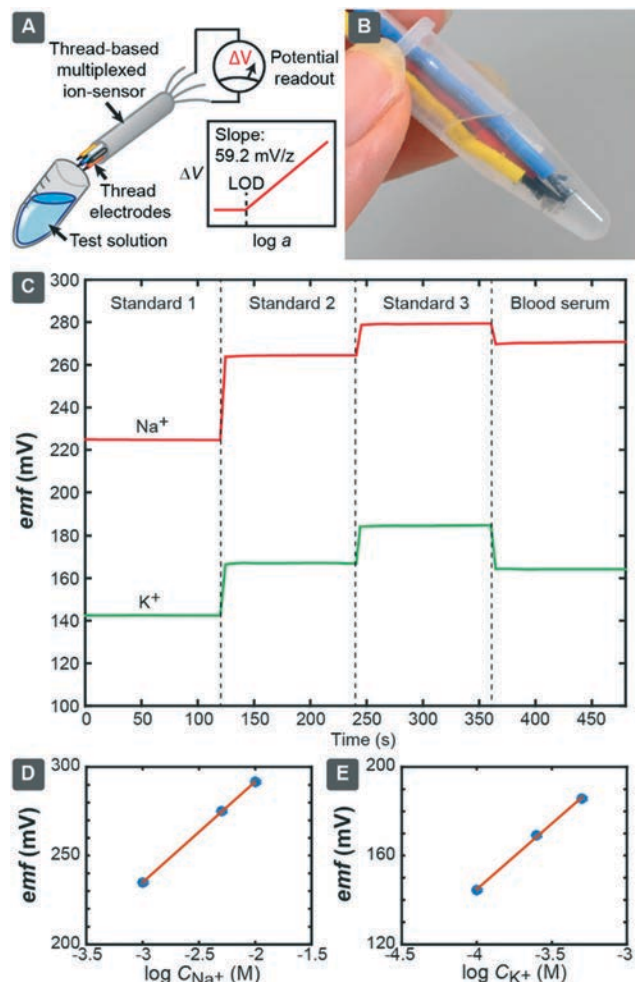 A
Thread-based
multiplexed
ion-sensor
ΔV
Potential
readout
Slope:
59.2 mV/z
LOD
ΔV
log a
Thread
electrodes
Test solution
B
C
Standard 1
Standard 2
Standard 3
Blood serum
300
280
260
240
220
200
180
160
140
120
100
emf (mV)
Na⁺
K⁺
0 50 100 150 200 250 300 350 400 450
Time (s)
D
300
250
200
emf (mV)
-3.5 -3 -2.5 -2 -1.5
log C_Na⁺ (M)
E
200
160
120
emf (mV)
-4.5 -4 -3.5 -3
log C_K⁺ (M)